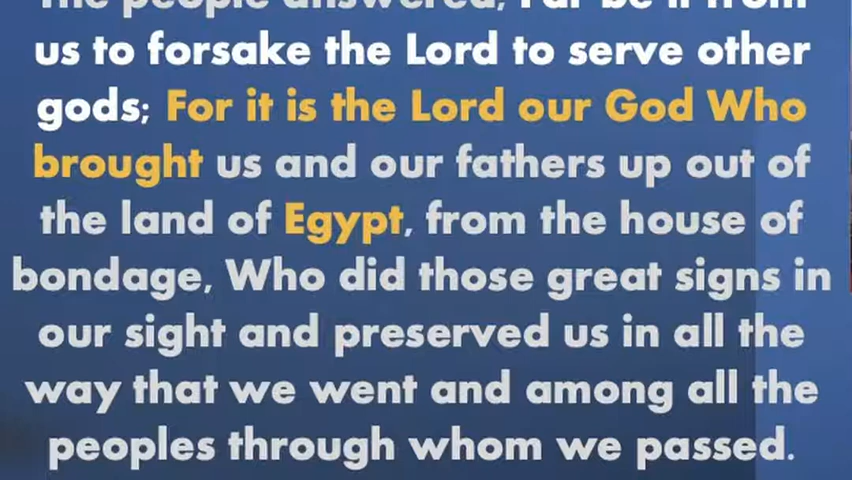 The people answered, Far be it from
us to forsake the Lord to serve other
gods; For it is the Lord our God Who
brought us and our fathers up out of
the land of Egypt, from the house of
bondage, Who did those great signs in
our sight and preserved us in all the
way that we went and among all the
peoples through whom we passed.